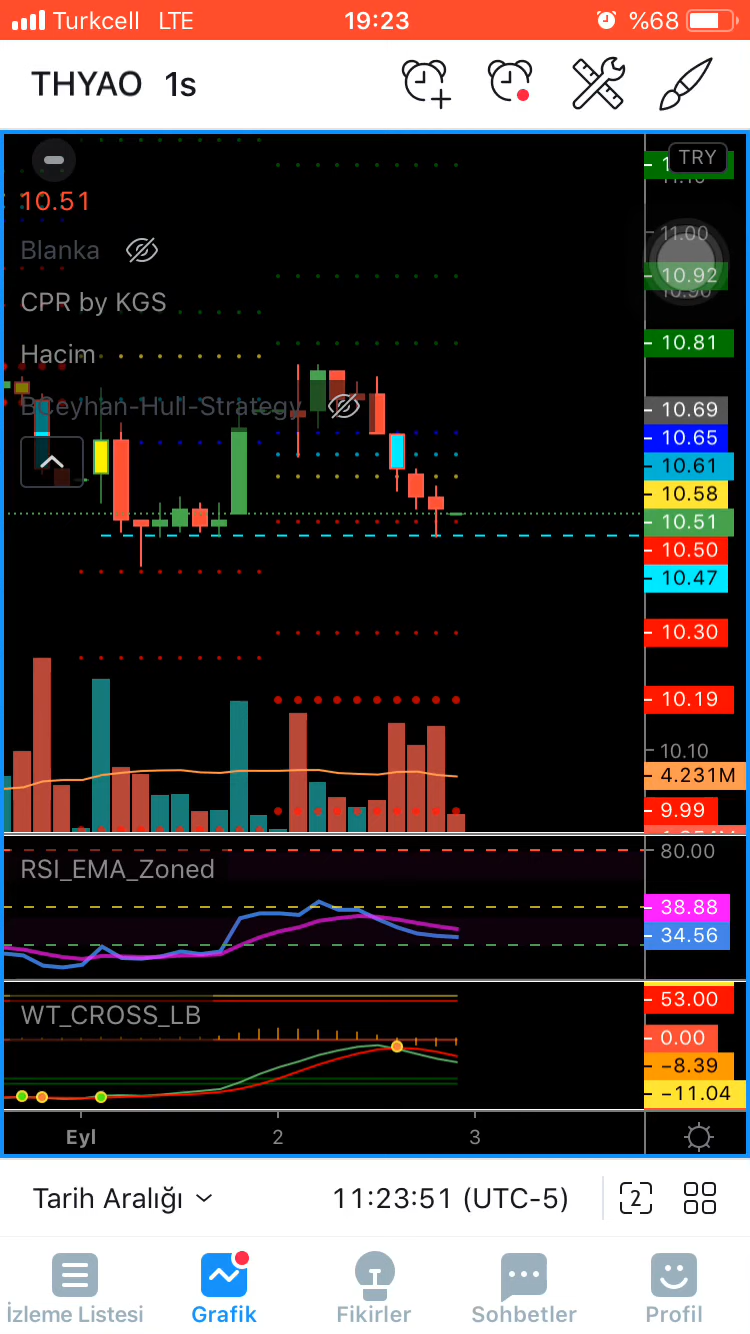 Turkcell LTE 19:23 %68
THYAO 1s
TRY
10.51
11.00
Blanka
10.92
10.90
CPR by KGS
10.81
Hacim
BCeyhan-Hull-Strategy
10.69
10.65
10.61
10.58
10.51
10.50
10.47
10.30
10.19
10.10
4.231M
9.99
80.00
RSI_EMA_Zoned
38.88
34.56
53.00
WT_CROSS_LB
0.00
−8.39
−11.04
Eyl 2 3
Tarih Aralığı 11:23:51 (UTC-5) 2
İzleme Listesi Grafik Fikirler Sohbetler Profil